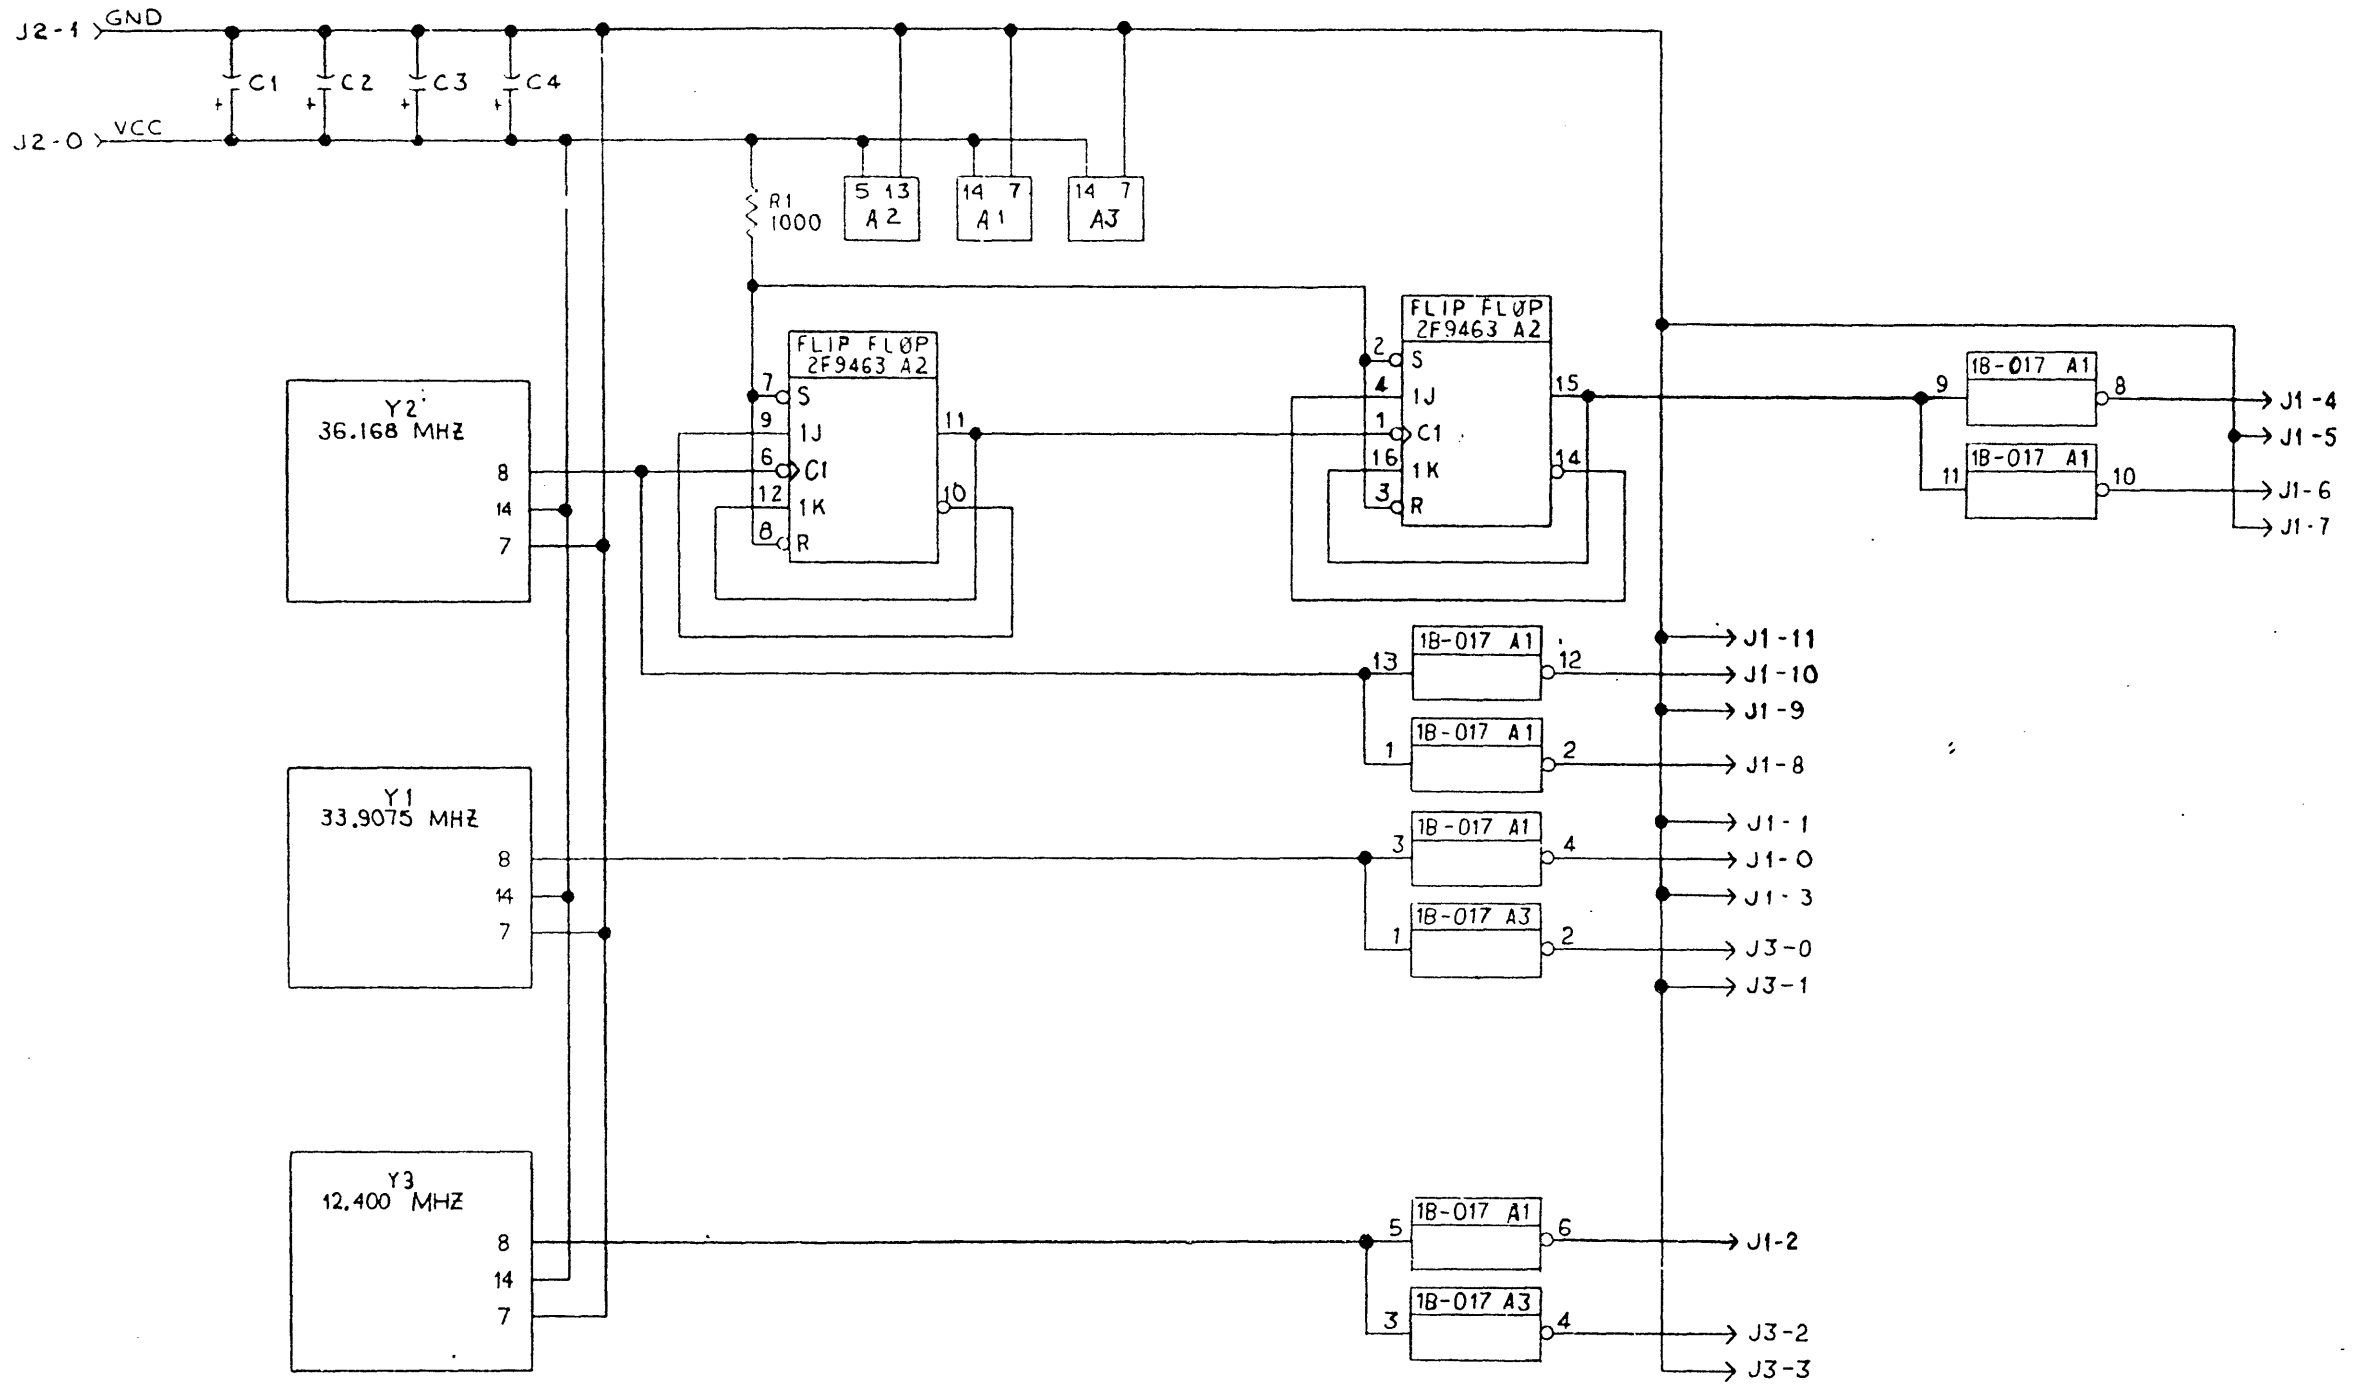 J2-1 GND
C1 C2 C3 C4
J2-0 VCC
R1
1000
5 13
A2
14 7
A1
14 7
A3
Y2
36.168 MHZ
8
14
7
FLIP FLØP
2F9463 A2
7 S
9 1J
6 C1
12 1K
8 R
11
10
FLIP FLØP
2F9463 A2
2 S
4 1J
1 C1
16 1K
3 R
15
14
1B-017 A1
9 8
J1-4
J1-5
1B-017 A1
11 10
J1-6
J1-7
J1-11
1B-017 A1
13 12
J1-10
J1-9
1B-017 A1
1 2
J1-8
Y1
33.9075 MHZ
8
14
7
J1-1
1B-017 A1
3 4
J1-0
J1-3
1B-017 A3
1 2
J3-0
J3-1
Y3
12.400 MHZ
8
14
7
1B-017 A1
5 6
J1-2
1B-017 A3
3 4
J3-2
J3-3